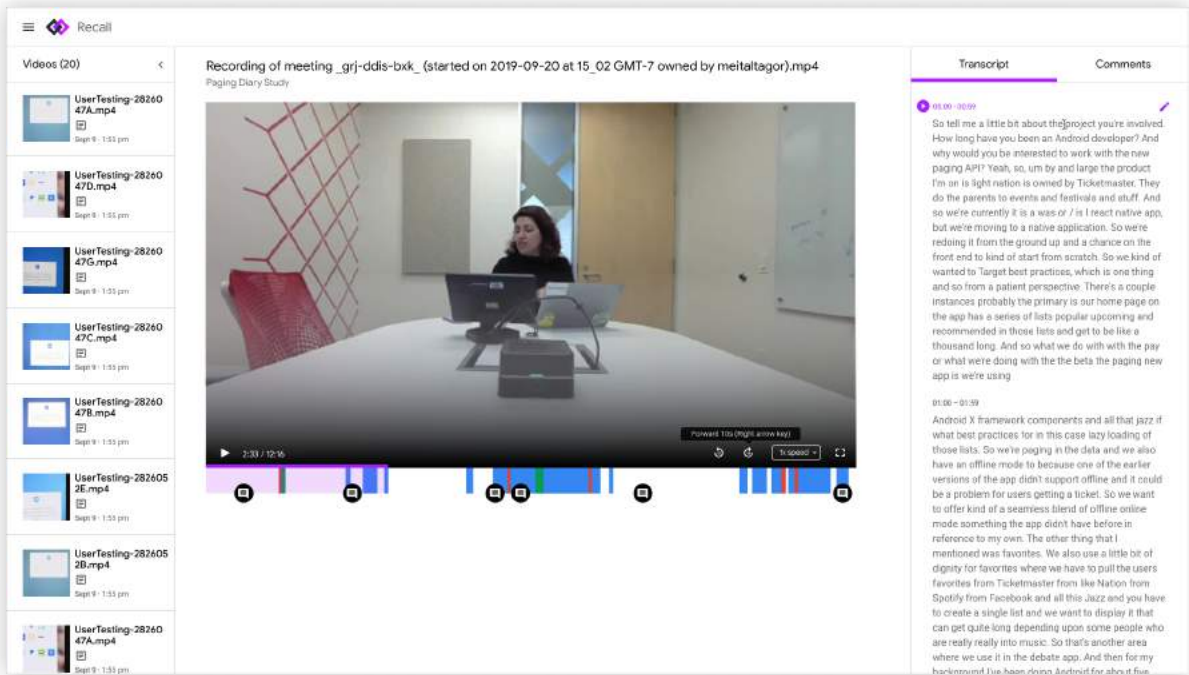 Recall
Videos (20)
UserTesting-28260
47A.mp4
Sept 9 · 1:55 pm
UserTesting-28260
47D.mp4
Sept 9 · 1:55 pm
UserTesting-28260
47G.mp4
Sept 9 · 1:55 pm
UserTesting-28260
47C.mp4
Sept 9 · 1:55 pm
UserTesting-28260
47B.mp4
Sept 9 · 1:55 pm
UserTesting-282605
2E.mp4
Sept 9 · 1:55 pm
UserTesting-282605
2B.mp4
Sept 9 · 1:55 pm
UserTesting-28260
47A.mp4
Sept 9 · 1:55 pm
Recording of meeting _grj-ddis-bxk_ (started on 2019-09-20 at 15_02 GMT-7 owned by meitaltagor).mp4
Paging Diary Study
Forward 10s (Right arrow key)
2:33 / 12:16
1x speed
Transcript
Comments
00:00 – 00:59
So tell me a little bit about the project you're involved.
How long have you been an Android developer? And
why would you be interested to work with the new
paging API? Yeah, so, um by and large the product
I'm on is light nation is owned by Ticketmaster. They
do the parents to events and festivals and stuff. And
so we're currently it is a was or / is I react native app,
but we're moving to a native application. So we're
redoing it from the ground up and a chance on the
front end to kind of start from scratch. So we kind of
wanted to Target best practices, which is one thing
and so from a patient perspective. There's a couple
instances probably the primary is our home page on
the app has a series of lists popular upcoming and
recommended in those lists and get to be like a
thousand long. And so what we do with with the pay
or what we're doing with the the beta the paging new
app is we're using
01:00 – 01:59
Android X framework components and all that jazz if
what best practices for in this case lazy loading of
those lists. So we're paging in the data and we also
have an offline mode to because one of the earlier
versions of the app didn't support offline and it could
be a problem for users getting a ticket. So we want
to offer kind of a seamless blend of offline online
mode something the app didn't have before in
reference to my own. The other thing that I
mentioned was favorites. We also use a little bit of
dignity for favorites where we have to pull the users
favorites from Ticketmaster from like Nation from
Spotify from Facebook and all this Jazz and you have
to create a single list and we want to display it that
can get quite long depending upon some people who
are really really into music. So that's another area
where we use it in the debate app. And then for my
background I've been doing Android for about five